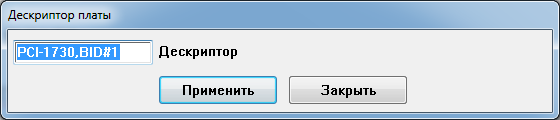 Дескриптор платы
PCI-1730,BID#1 Дескриптор
Применить Закрыть